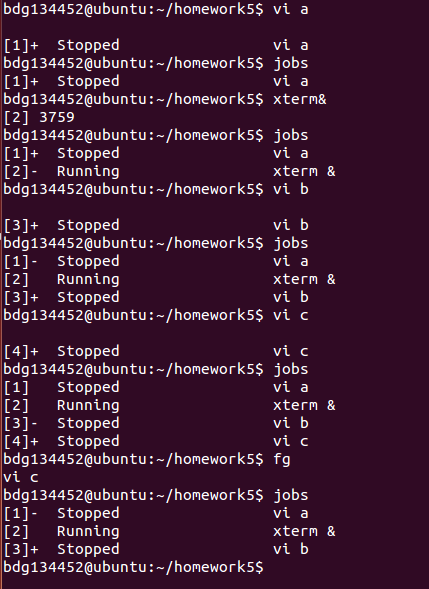 bdg134452@ubuntu:~/homework5$ vi a
[1]+  Stopped                 vi a
bdg134452@ubuntu:~/homework5$ jobs
[1]+  Stopped                 vi a
bdg134452@ubuntu:~/homework5$ xterm&
[2] 3759
bdg134452@ubuntu:~/homework5$ jobs
[1]+  Stopped                 vi a
[2]-  Running                 xterm &
bdg134452@ubuntu:~/homework5$ vi b
[3]+  Stopped                 vi b
bdg134452@ubuntu:~/homework5$ jobs
[1]-  Stopped                 vi a
[2]   Running                 xterm &
[3]+  Stopped                 vi b
bdg134452@ubuntu:~/homework5$ vi c
[4]+  Stopped                 vi c
bdg134452@ubuntu:~/homework5$ jobs
[1]   Stopped                 vi a
[2]   Running                 xterm &
[3]-  Stopped                 vi b
[4]+  Stopped                 vi c
bdg134452@ubuntu:~/homework5$ fg
vi c
bdg134452@ubuntu:~/homework5$ jobs
[1]-  Stopped                 vi a
[2]   Running                 xterm &
[3]+  Stopped                 vi b
bdg134452@ubuntu:~/homework5$